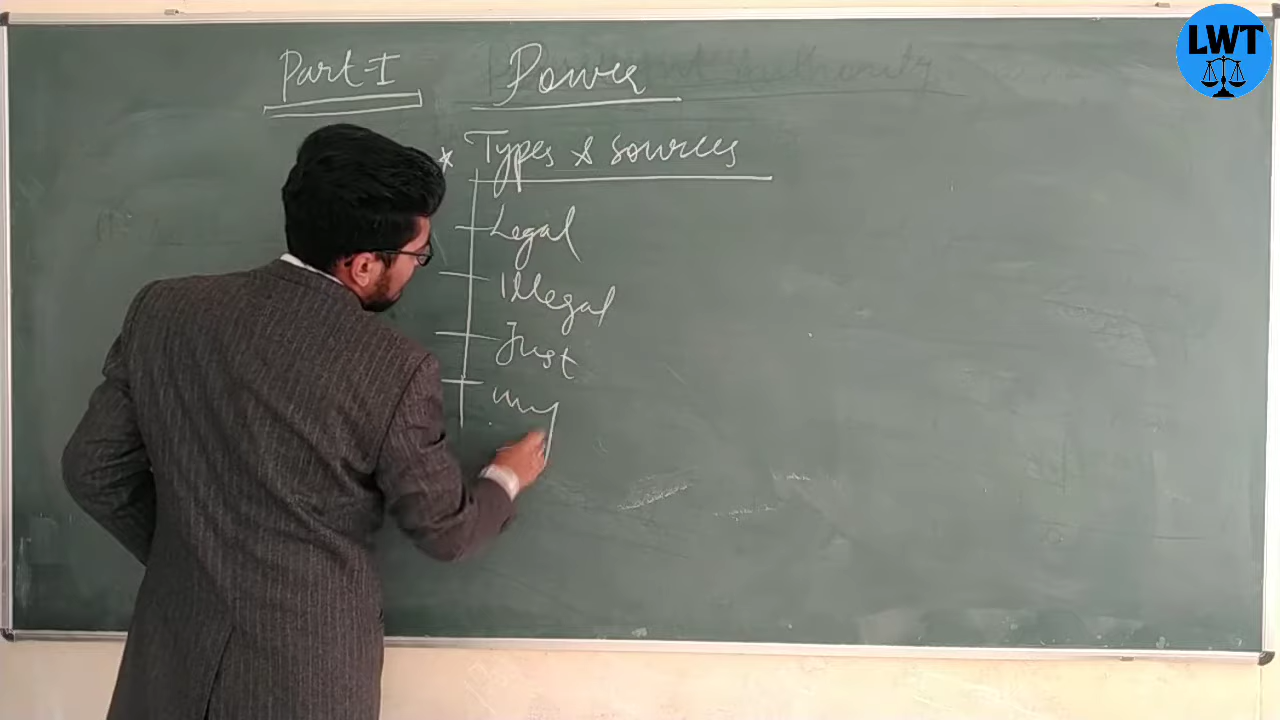 LWT
Part-I Power
* Types & Sources
Legal
Illegal
Just